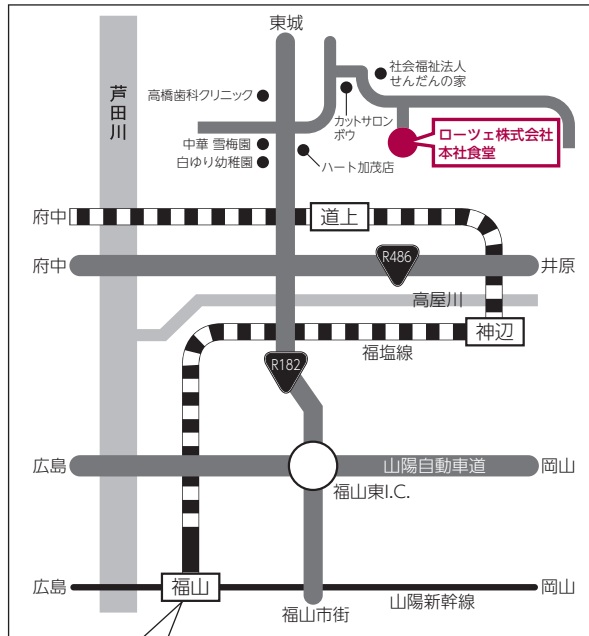 東城
社会福祉法人
せんだんの家
高橋歯科クリニック
カットサロン
ボウ
芦田川
ローツェ株式会社
本社食堂
中華 雪梅園
白ゆり幼稚園
ハート加茂店
府中
道上
府中
R486
井原
高屋川
神辺
福塩線
R182
広島
山陽自動車道
岡山
福山東I.C.
広島
福山
山陽新幹線
岡山
福山市街